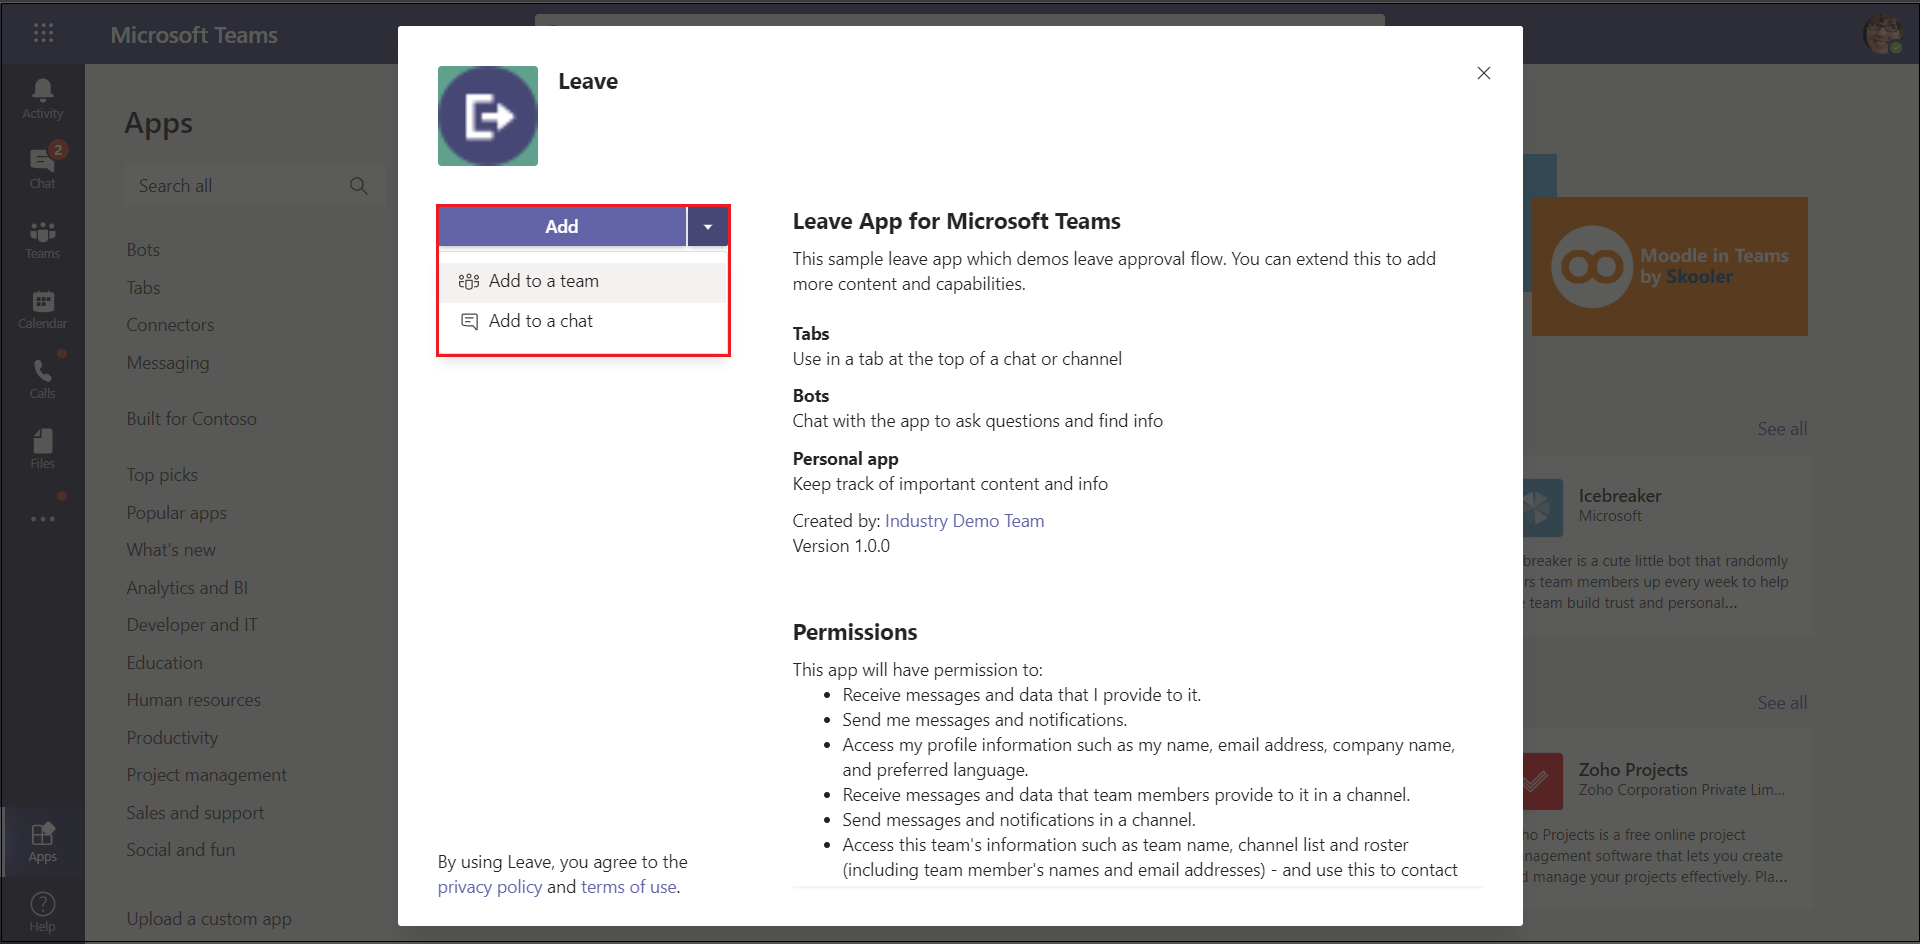 Microsoft Teams
Activity
2
Chat
Teams
Calendar
Calls
Files
Apps
Help
Apps
Search all
Bots
Tabs
Connectors
Messaging
Built for Contoso
Top picks
Popular apps
What's new
Analytics and BI
Developer and IT
Education
Human resources
Productivity
Project management
Sales and support
Social and fun
Upload a custom app
Leave
Add
Add to a team
Add to a chat
By using Leave, you agree to the
privacy policy and terms of use.
Leave App for Microsoft Teams
This sample leave app which demos leave approval flow. You can extend this to add
more content and capabilities.
Tabs
Use in a tab at the top of a chat or channel
Bots
Chat with the app to ask questions and find info
Personal app
Keep track of important content and info
Created by: Industry Demo Team
Version 1.0.0
Permissions
This app will have permission to:
• Receive messages and data that I provide to it.
• Send me messages and notifications.
• Access my profile information such as my name, email address, company name,
and preferred language.
• Receive messages and data that team members provide to it in a channel.
• Send messages and notifications in a channel.
• Access this team's information such as team name, channel list and roster
(including team member's names and email addresses) - and use this to contact
Moodle in Teams
by Skooler
See all
Icebreaker
Microsoft
is a cute little bot that randomly
team members up every week to help
team build trust and personal...
See all
Zoho Projects
Zoho Corporation Private Lim...
Projects is a free online project
software that lets you create
manage your projects effectively. Pla...